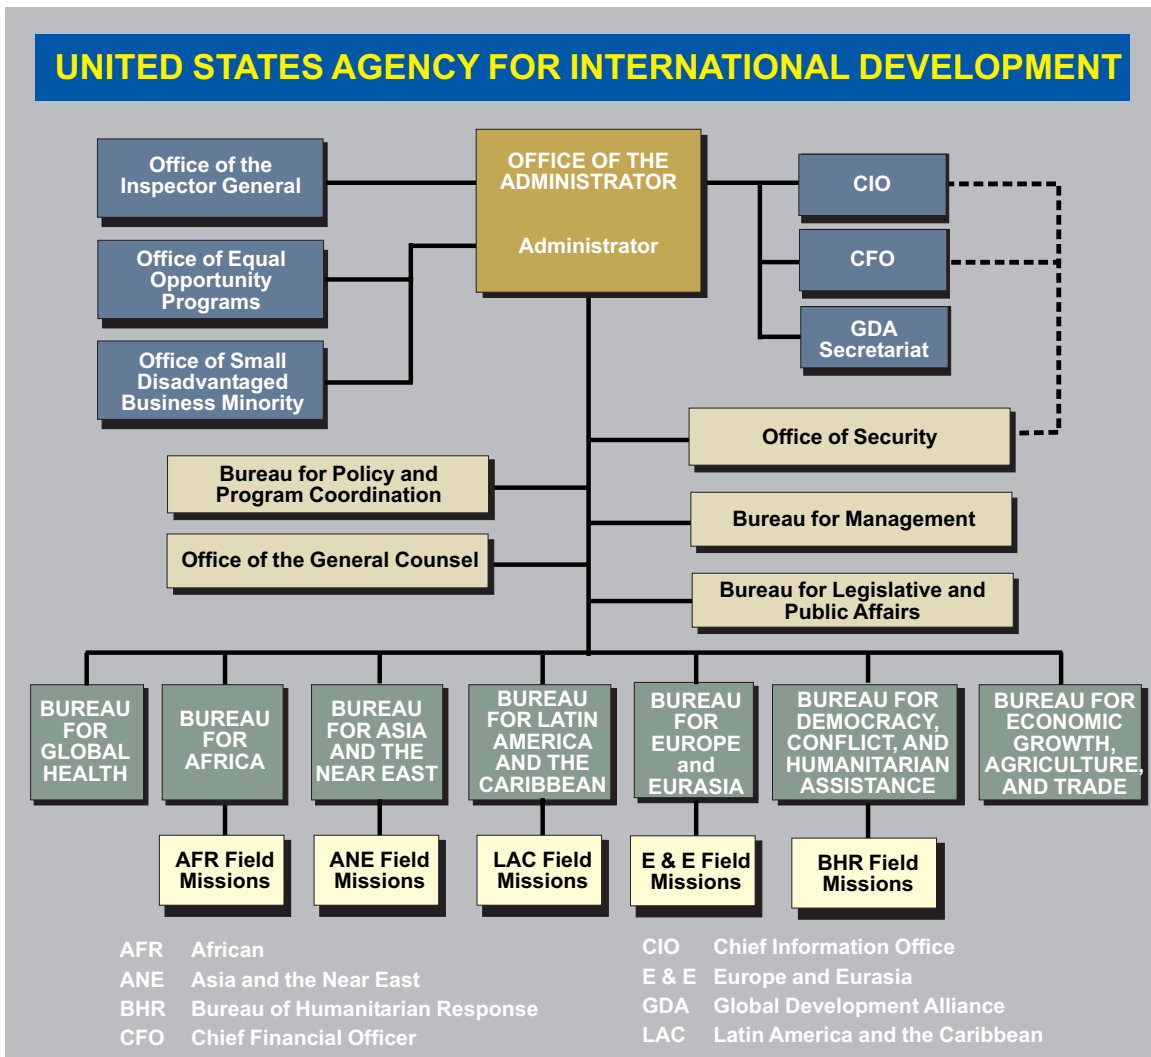 UNITED STATES AGENCY FOR INTERNATIONAL DEVELOPMENT
Office of the
Inspector General
OFFICE OF THE
ADMINISTRATOR
Administrator
CIO
Office of Equal
Opportunity
Programs
CFO
Office of Small
Disadvantaged
Business Minority
GDA
Secretariat
Office of Security
Bureau for Policy and
Program Coordination
Bureau for Management
Office of the General Counsel
Bureau for Legislative and
Public Affairs
BUREAU
FOR
GLOBAL
HEALTH
BUREAU
FOR
AFRICA
BUREAU
FOR ASIA
AND THE
NEAR EAST
BUREAU
FOR LATIN
AMERICA
AND THE
CARIBBEAN
BUREAU
FOR
EUROPE
and
EURASIA
BUREAU FOR
DEMOCRACY,
CONFLICT, AND
HUMANITARIAN
ASSISTANCE
BUREAU FOR
ECONOMIC
GROWTH,
AGRICULTURE,
AND TRADE
AFR Field
Missions
ANE Field
Missions
LAC Field
Missions
E & E Field
Missions
BHR Field
Missions
AFR African
ANE Asia and the Near East
BHR Bureau of Humanitarian Response
CFO Chief Financial Officer
CIO Chief Information Office
E & E Europe and Eurasia
GDA Global Development Alliance
LAC Latin America and the Caribbean